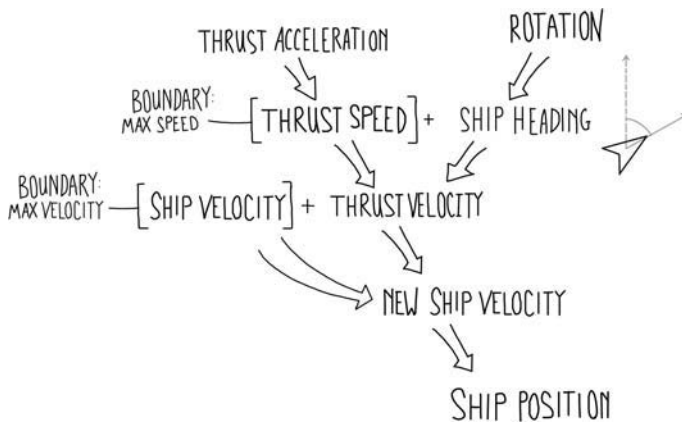 THRUST ACCELERATION
ROTATION
BOUNDARY:
MAX SPEED
[THRUST SPEED] + SHIP HEADING
BOUNDARY:
MAX VELOCITY
[SHIP VELOCITY] + THRUST VELOCITY
NEW SHIP VELOCITY
SHIP POSITION